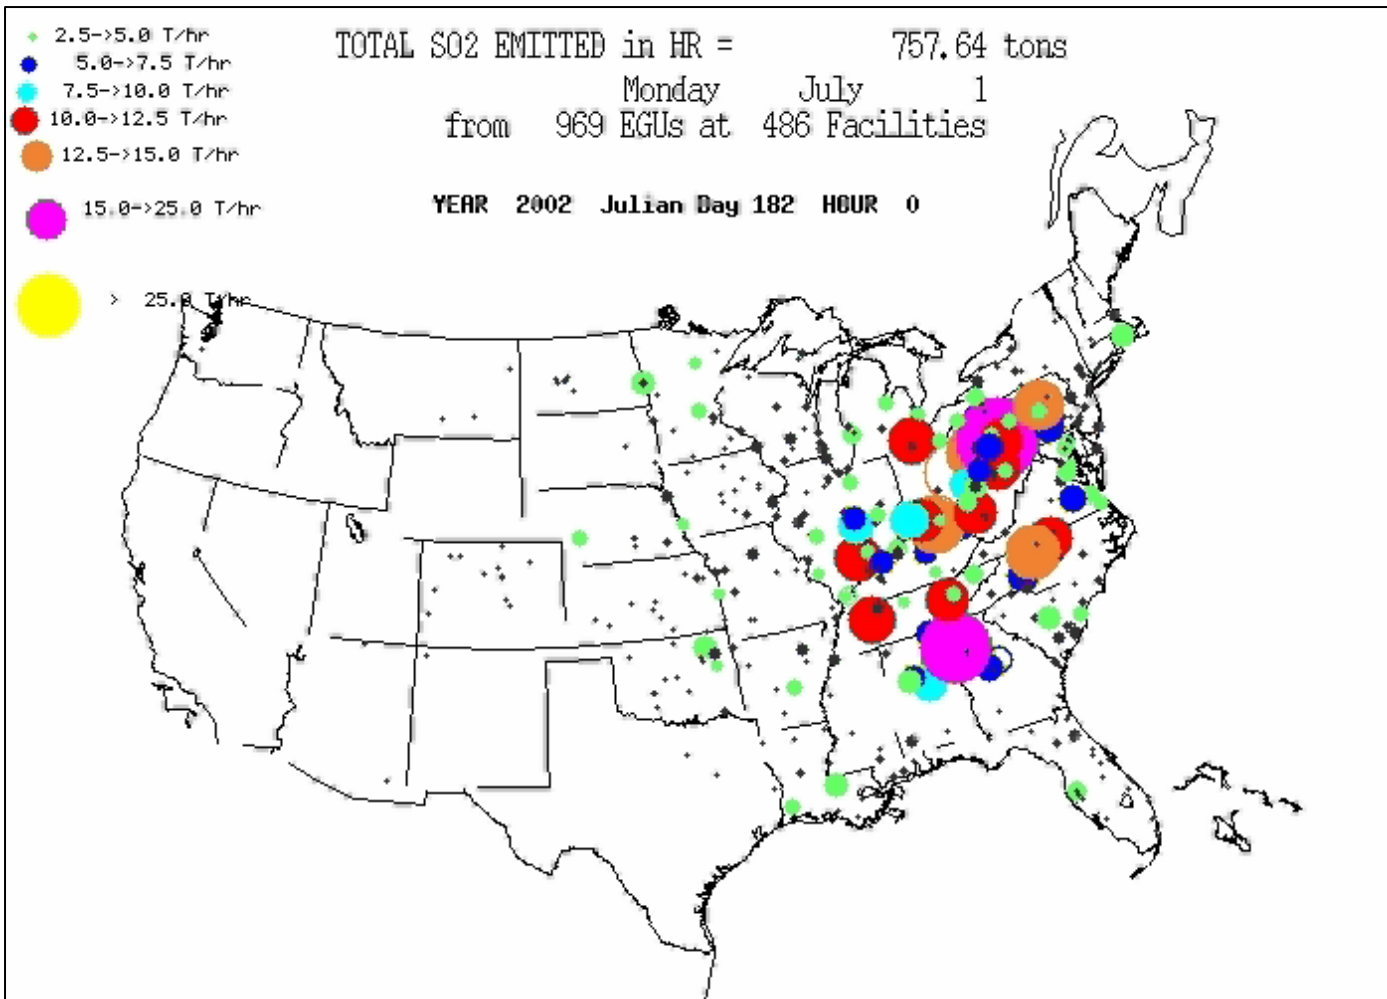 2.5->5.0 T/hr
5.0->7.5 T/hr
7.5->10.0 T/hr
10.0->12.5 T/hr
12.5->15.0 T/hr
15.0->25.0 T/hr
> 25.0 T/hr
TOTAL SO2 EMITTED in HR = 757.64 tons
Monday July 1
from 969 EGUs at 486 Facilities
YEAR 2002 Julian Day 182 HOUR 0